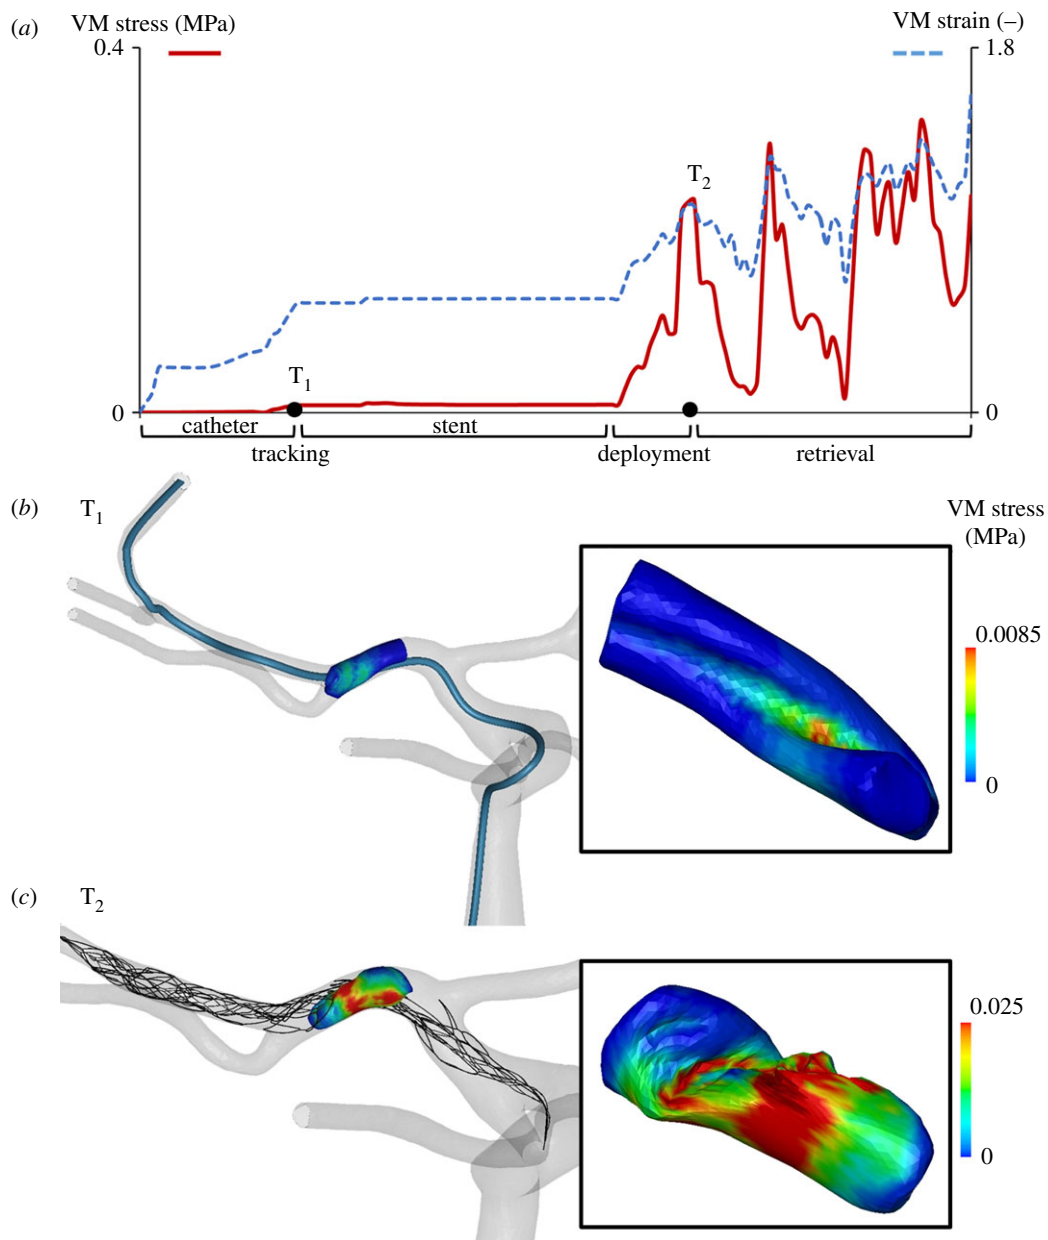 (a)
VM stress (MPa)
VM strain (–)
0.4
1.8
T2
T1
0
0
catheter
stent
tracking
deployment
retrieval
(b)
T1
VM stress
(MPa)
0.0085
0
(c)
T2
0.025
0